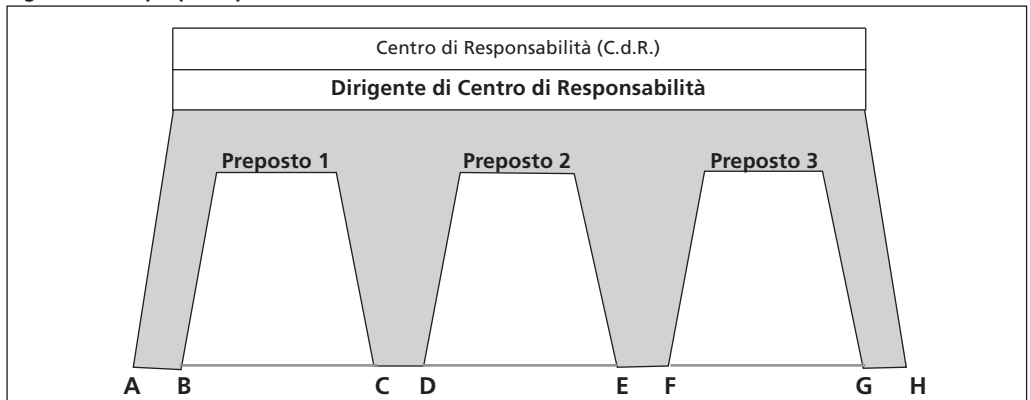 Centro di Responsabilità (C.d.R.)
Dirigente di Centro di Responsabilità
Preposto 1 Preposto 2 Preposto 3
A B C D E F G H